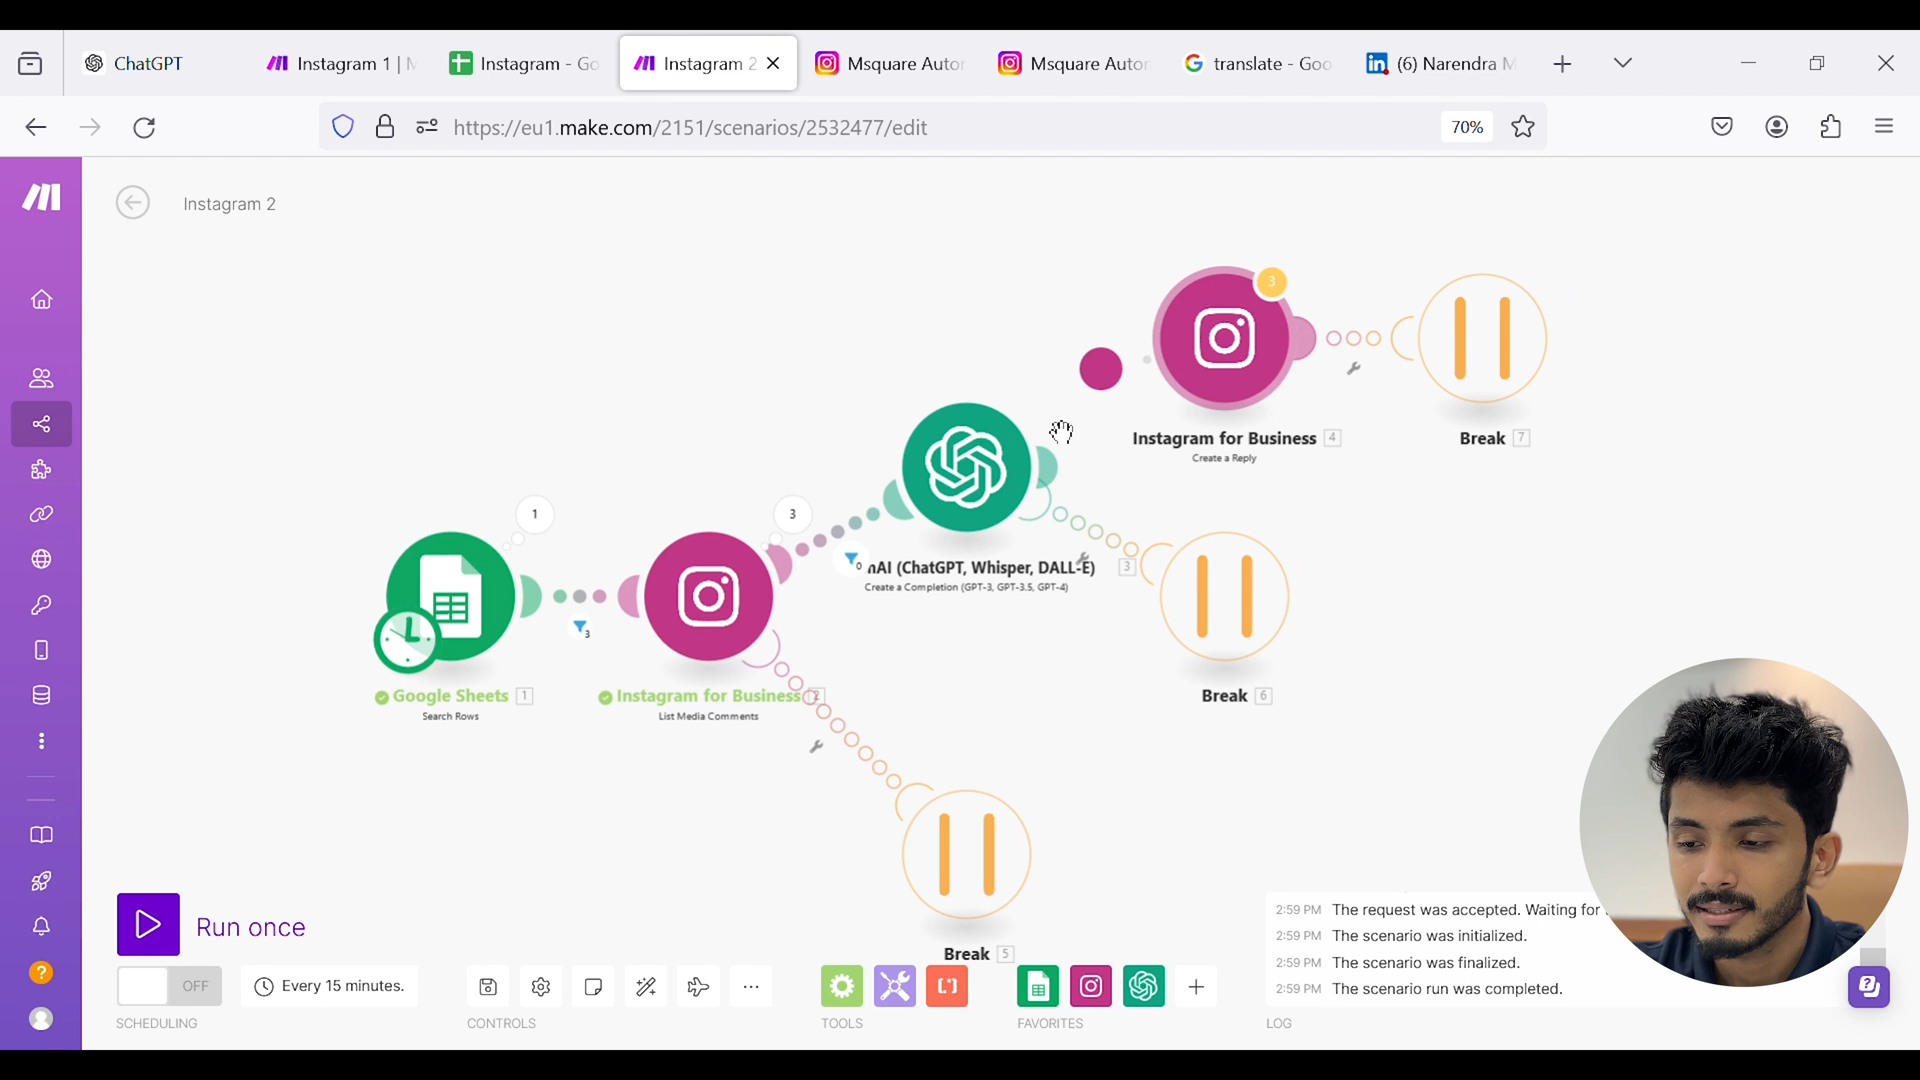 ChatGPT
Instagram 1 | M
Instagram - Go
Instagram 2
Msquare Autor
Msquare Autor
translate - Goo
(6) Narendra M
https://eu1.make.com/2151/scenarios/2532477/edit
70%
Instagram 2
3
Instagram for Business 4
Create a Reply
Break 7
1
3
0
nAI (ChatGPT, Whisper, DALL-E) 3
Create a Completion (GPT-3, GPT-3.5, GPT-4)
3
Google Sheets 1
Search Rows
Instagram for Business 2
List Media Comments
Break 6
Break 5
Run once
OFF
Every 15 minutes.
SCHEDULING
CONTROLS
TOOLS
FAVORITES
2:59 PM The request was accepted. Waiting for
2:59 PM The scenario was initialized.
2:59 PM The scenario was finalized.
2:59 PM The scenario run was completed.
LOG